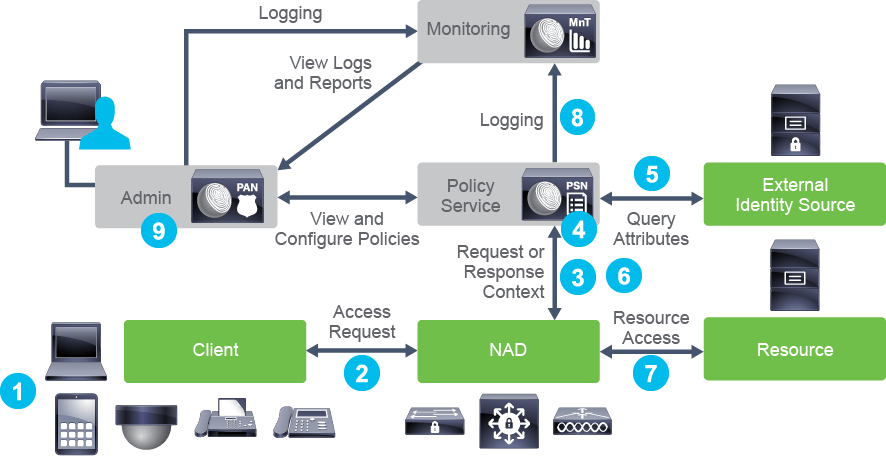 Logging
Monitoring
MnT
View Logs
and Reports
Logging
8
Admin
PAN
9
View and
Configure Policies
Policy
Service
PSN
4
5
Query
Attributes
External
Identity Source
Request or
Response
Context
3
6
Access
Request
Resource
Access
1
Client
2
NAD
7
Resource